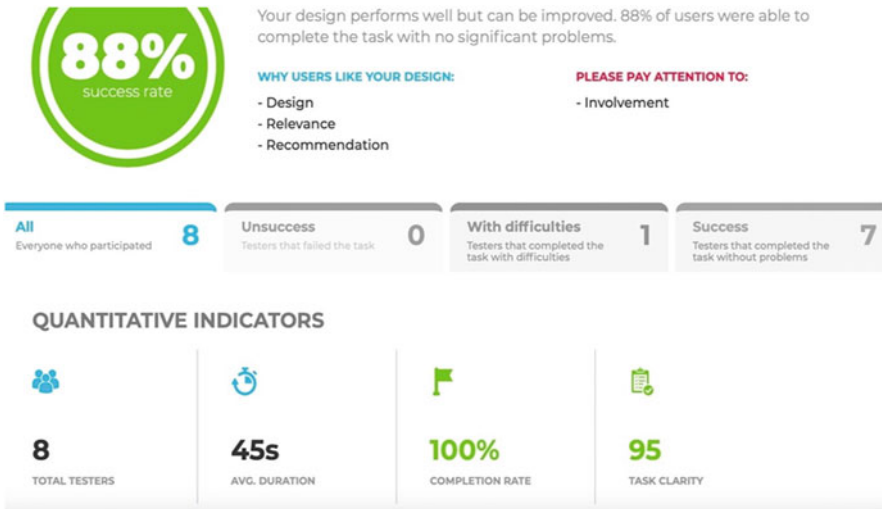 88%
success rate
Your design performs well but can be improved. 88% of users were able to
complete the task with no significant problems.
WHY USERS LIKE YOUR DESIGN:
- Design
- Relevance
- Recommendation
PLEASE PAY ATTENTION TO:
- Involvement
All
Everyone who participated
8
Unsuccess
Testers that failed the task
0
With difficulties
Testers that completed the
task with difficulties
1
Success
Testers that completed the
task without problems
7
QUANTITATIVE INDICATORS
8
TOTAL TESTERS
45s
AVG. DURATION
100%
COMPLETION RATE
95
TASK CLARITY